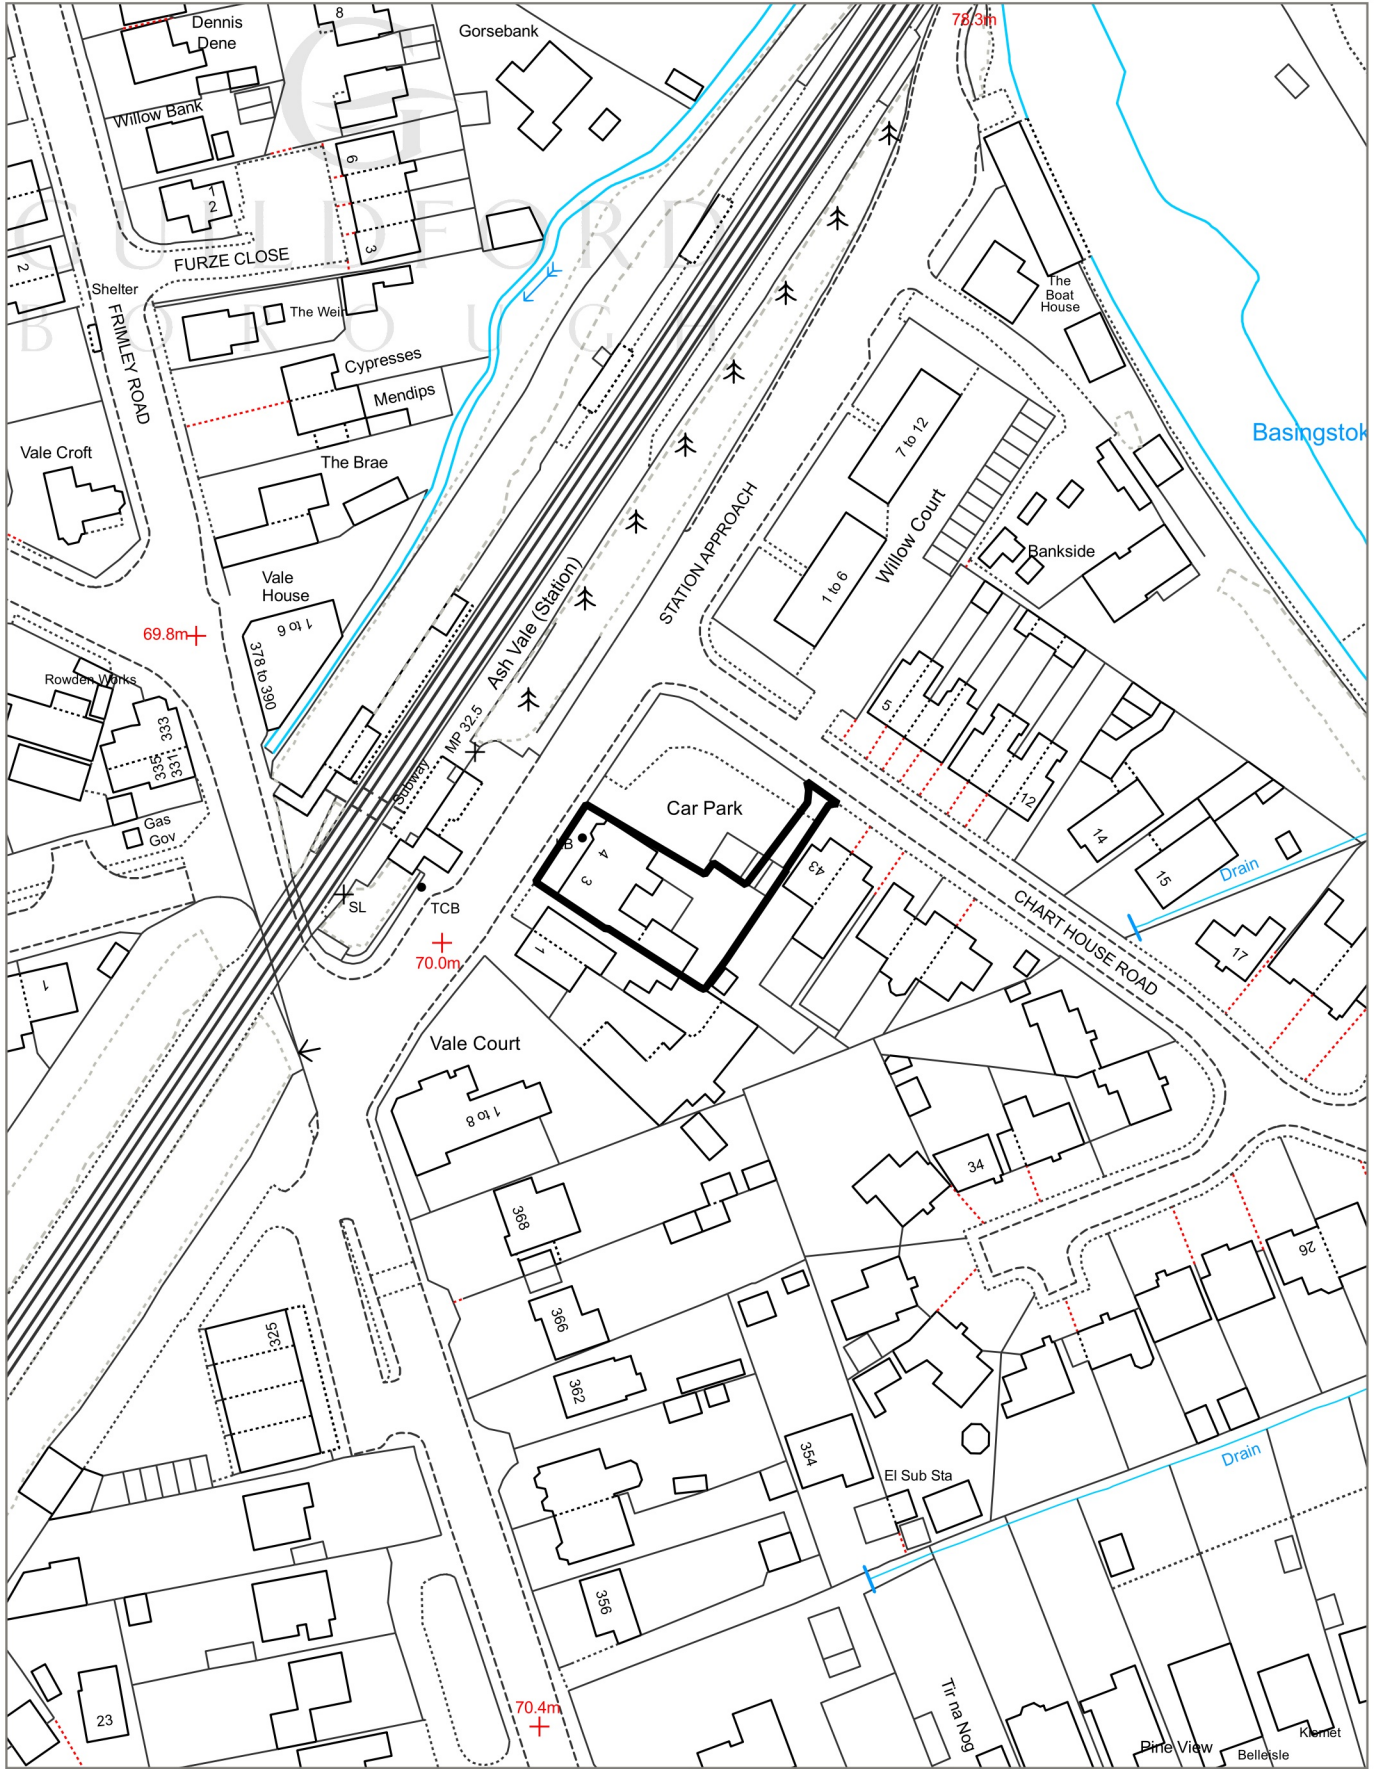 78.3m
Dennis
Dene
8
Gorsebank
Willow Bank
1
2
6
3
GUILDFORD
BOROUGH
FURZE CLOSE
2
Shelter
FRIMLEY ROAD
The Weir
Cypresses
Mendips
The Brae
Vale Croft
The
Boat
House
Basingstok
7 to 12
Willow Court
1 to 6
Bankside
STATION APPROACH
Ash Vale (Station)
Vale
House
1 to 6
378 to 390
69.8m
Rowden Works
333
335
331
Gas
Gov
MP 32.5
Subway
SL
TCB
70.0m
Car Park
LB
4
3
1
43
5
12
14
15
Drain
17
CHART HOUSE ROAD
1
Vale Court
1 to 8
34
26
368
366
362
354
356
325
El Sub Sta
Drain
23
70.4m
Tir na Nog
Pine View
Belleisle
Kismet